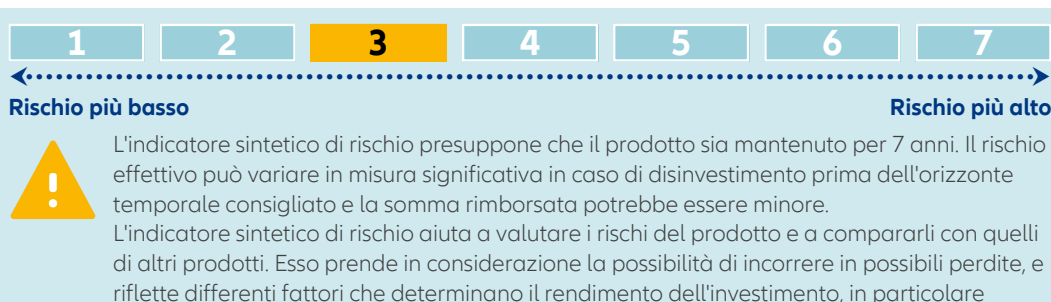 1 2 3 4 5 6 7
Rischio più basso Rischio più alto
!
L'indicatore sintetico di rischio presuppone che il prodotto sia mantenuto per 7 anni. Il rischio
effettivo può variare in misura significativa in caso di disinvestimento prima dell'orizzonte
temporale consigliato e la somma rimborsata potrebbe essere minore.
L'indicatore sintetico di rischio aiuta a valutare i rischi del prodotto e a compararli con quelli
di altri prodotti. Esso prende in considerazione la possibilità di incorrere in possibili perdite, e
riflette differenti fattori che determinano il rendimento dell'investimento, in particolare